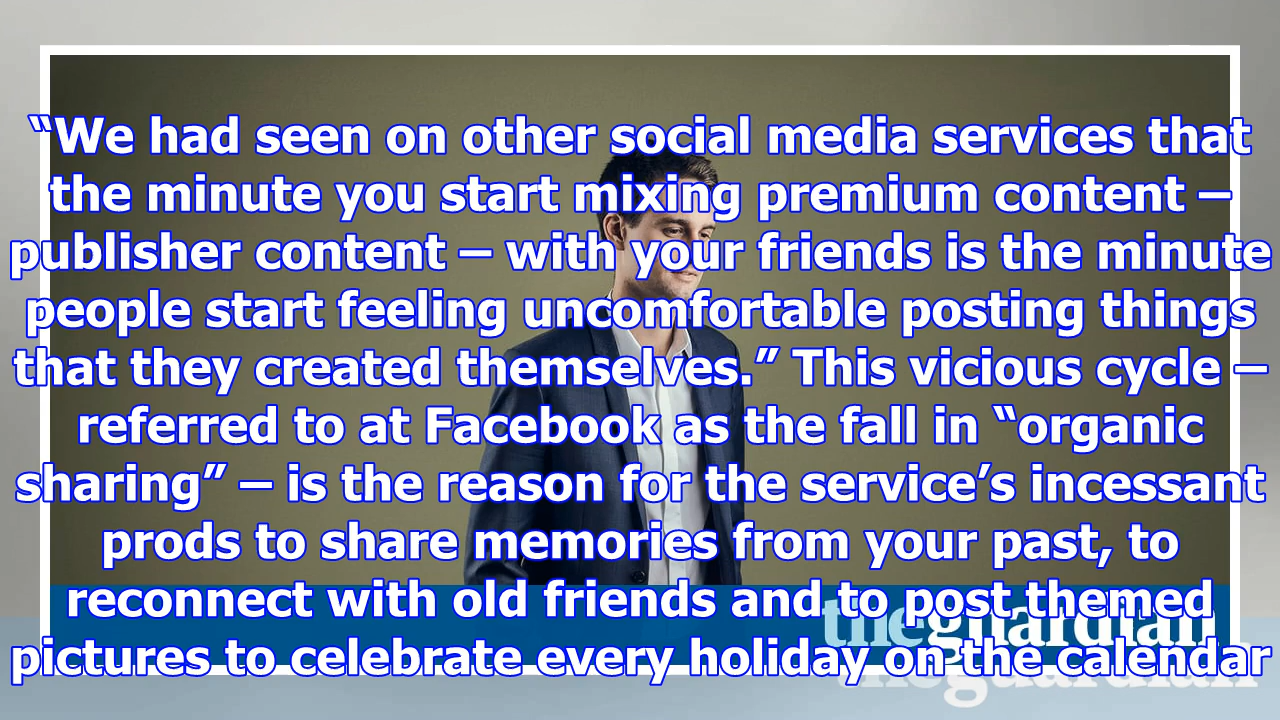 “We had seen on other social media services that
the minute you start mixing premium content –
publisher content – with your friends is the minute
people start feeling uncomfortable posting things
that they created themselves.” This vicious cycle –
referred to at Facebook as the fall in “organic
sharing” – is the reason for the service’s incessant
prods to share memories from your past, to
reconnect with old friends and to post themed
pictures to celebrate every holiday on the calendar
theguardian
theguardian